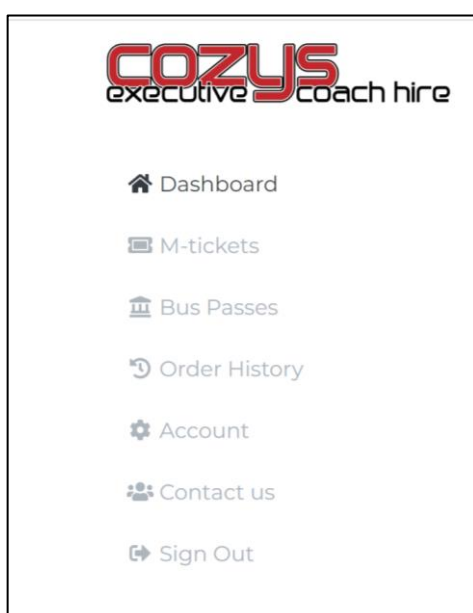 cozys
executive coach hire
Dashboard
M-tickets
Bus Passes
Order History
Account
Contact us
Sign Out